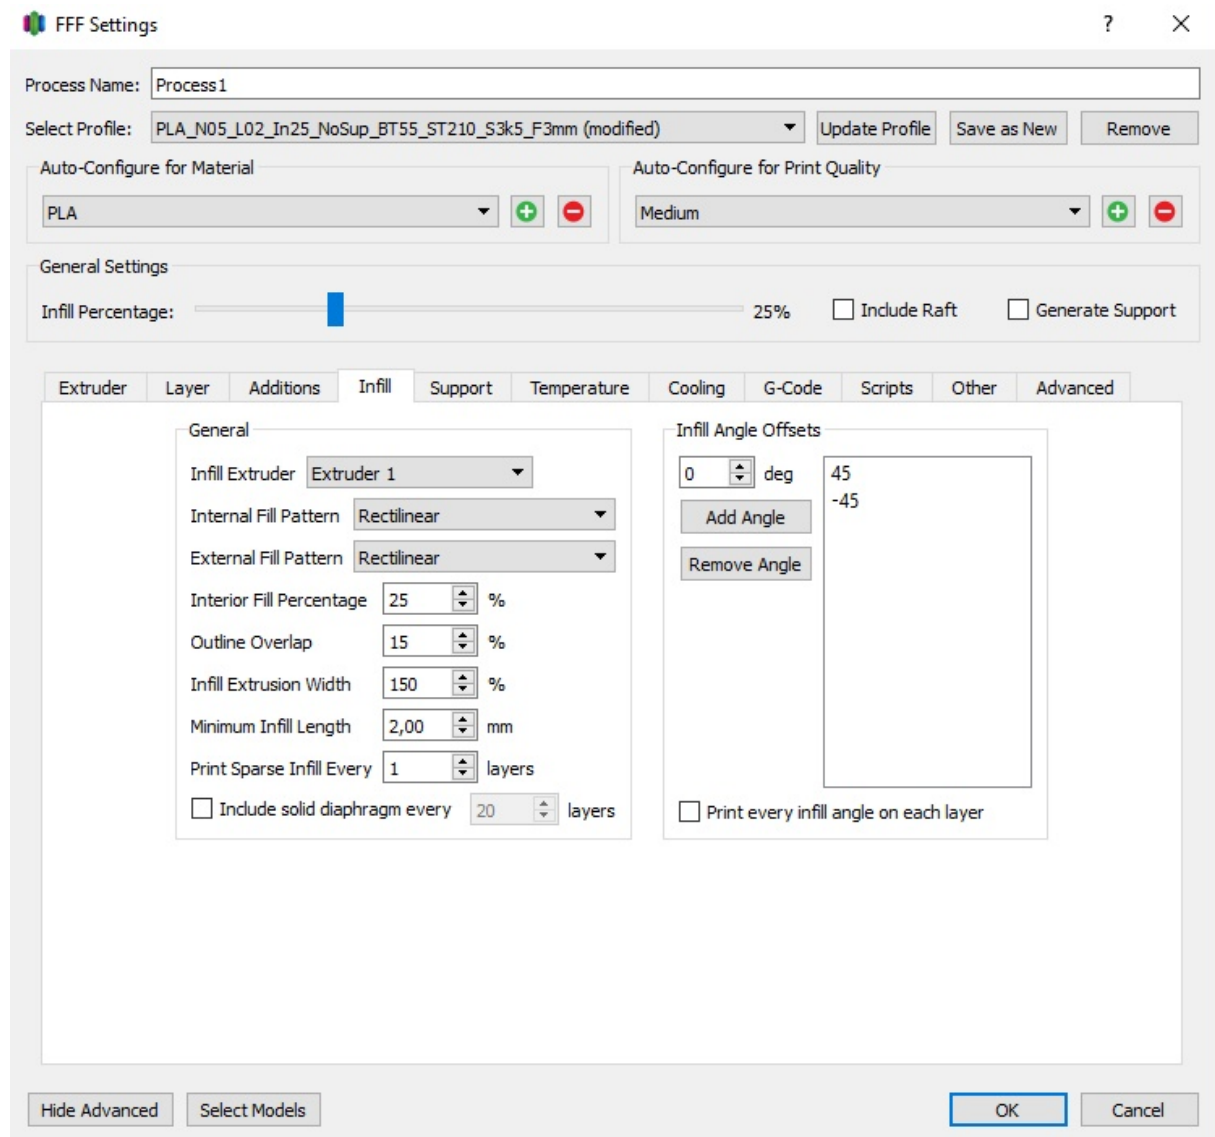 FFF Settings ?
Process Name: Process1
Select Profile: PLA_N05_L02_In25_NoSup_BT55_ST210_S3k5_F3mm (modified) Update Profile Save as New Remove
Auto-Configure for Material
PLA
Auto-Configure for Print Quality
Medium
General Settings
Infill Percentage: 25% Include Raft Generate Support
Extruder Layer Additions Infill Support Temperature Cooling G-Code Scripts Other Advanced
General
Infill Extruder Extruder 1
Internal Fill Pattern Rectilinear
External Fill Pattern Rectilinear
Interior Fill Percentage 25 %
Outline Overlap 15 %
Infill Extrusion Width 150 %
Minimum Infill Length 2,00 mm
Print Sparse Infill Every 1 layers
Include solid diaphragm every 20 layers
Infill Angle Offsets
0 deg
Add Angle
Remove Angle
45
-45
Print every infill angle on each layer
Hide Advanced Select Models OK Cancel